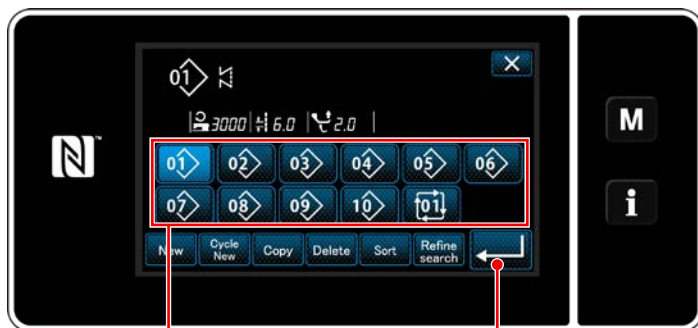 01
3000 6.0 2.0
01 02 03 04 05 06
M
07 08 09 10 01
i
New Cycle New Copy Delete Sort Refine search
N